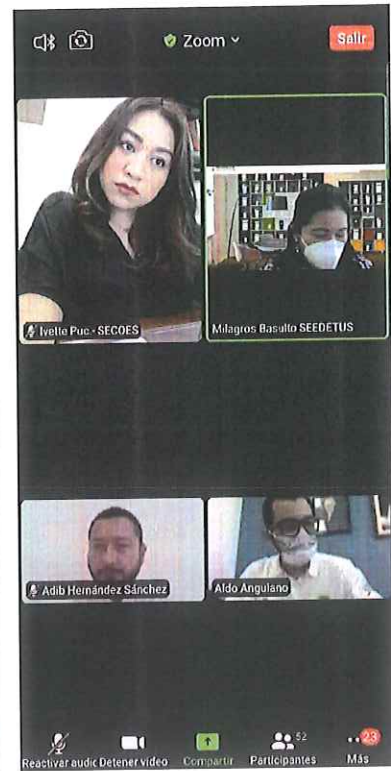 Zoom
Salir
Ivette Puc.- SECOES
Milagros Basulto SEEDETUS
Adib Hernández Sánchez
Aldo Anguiano
52
23
Reactivar audio
Detener video
Compartir
Participantes
Más